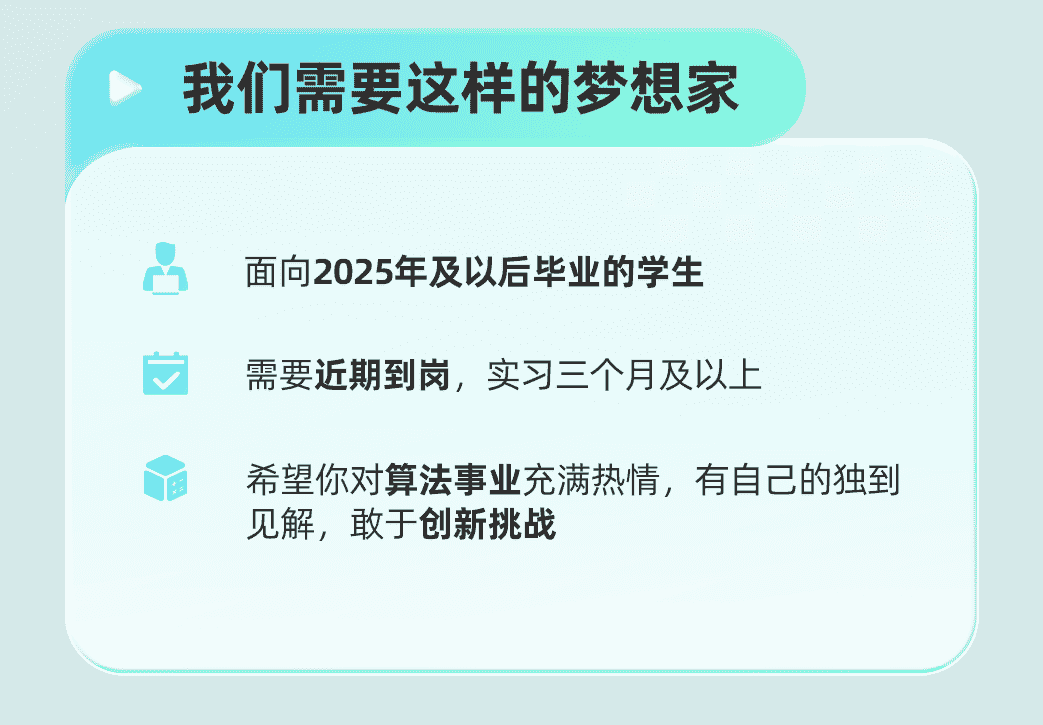 我们需要这样的梦想家
面向2025年及以后毕业的学生
需要近期到岗，实习三个月及以上
希望你对算法事业充满热情，有自己的独到
见解，敢于创新挑战